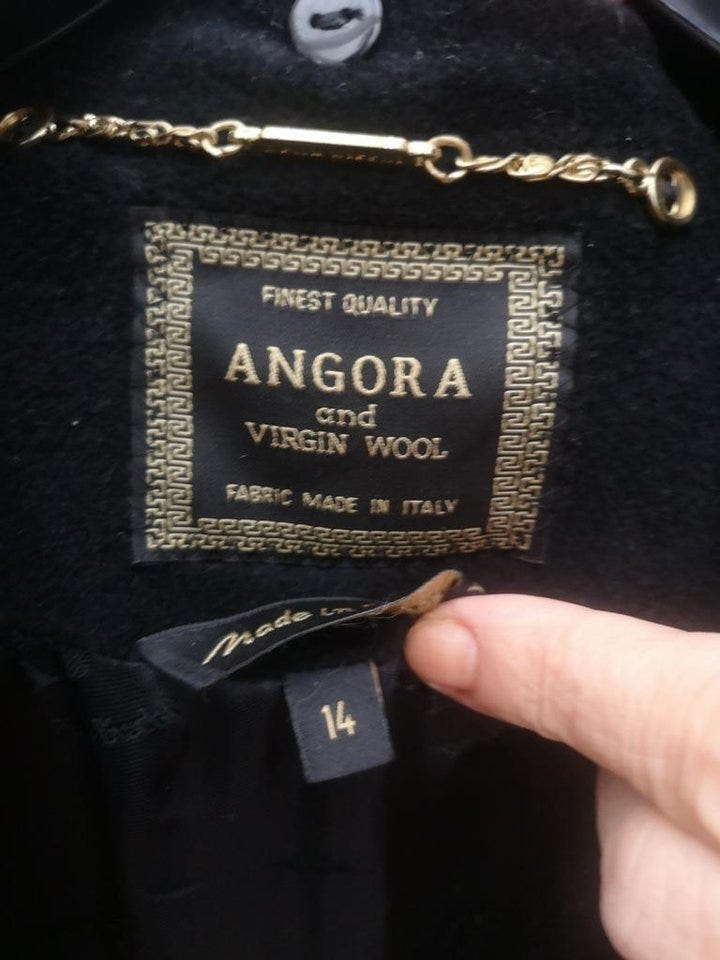 FINEST QUALITY
ANGORA
and
VIRGIN WOOL
FABRIC MADE IN ITALY
Made in
14